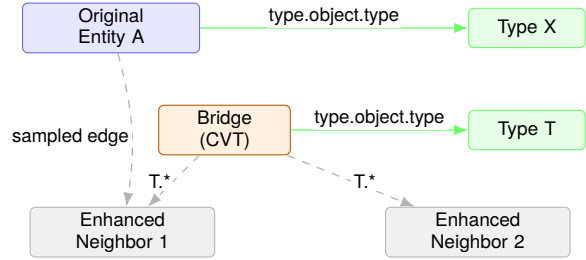 Original
Entity A
type.object.type
Type X
sampled edge
Bridge
(CVT)
type.object.type
Type T
T.*
T.*
Enhanced
Neighbor 1
Enhanced
Neighbor 2